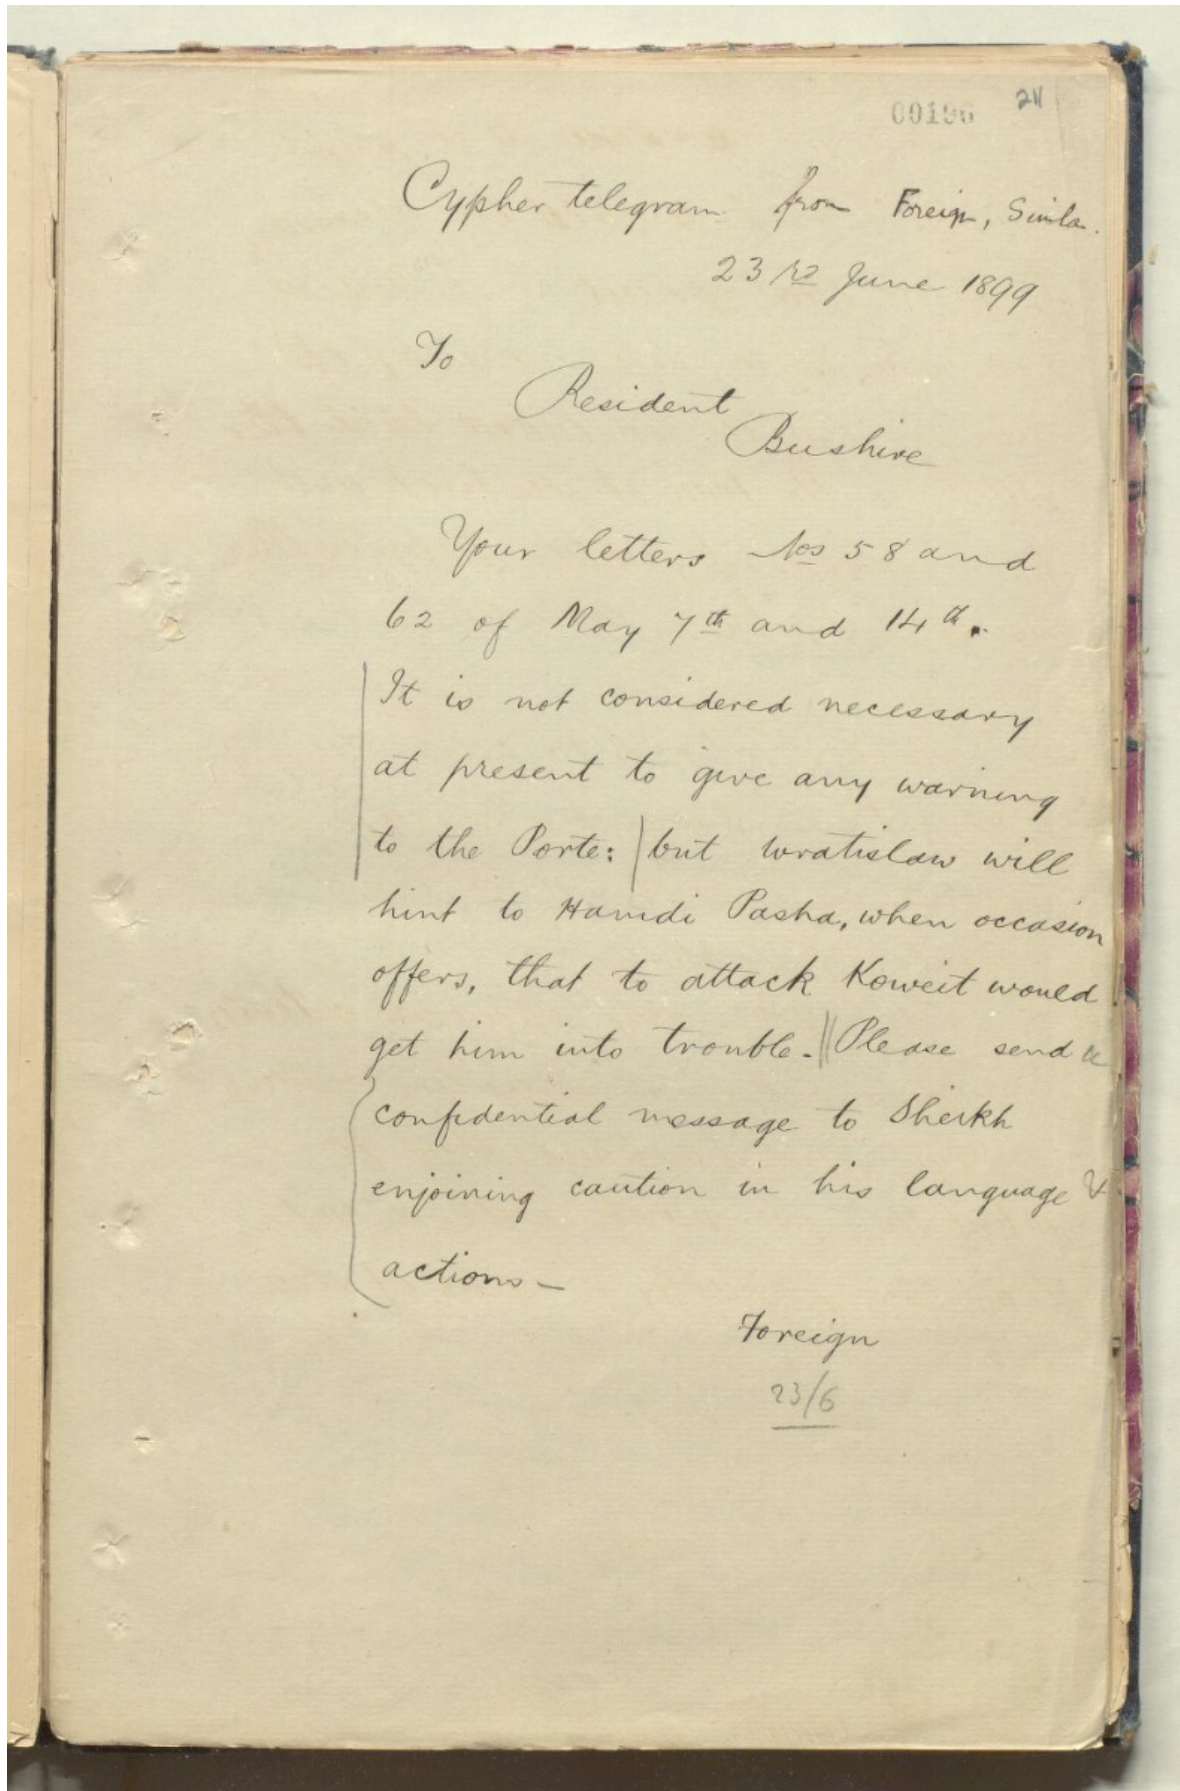 00196 211
Cypher telegram from Foreign, Simla.
23rd June 1899
To
Resident
Bushire
Your letters Nos 58 and
62 of May 7th and 14th.
It is not considered necessary
at present to give any warning
to the Porte: but Wratislaw will
hint to Hamdi Pasha, when occasion
offers, that to attack Koweit would
get him into trouble. Please send a
confidential message to Sheikh
enjoining caution in his language &
actions –
Foreign
23/6